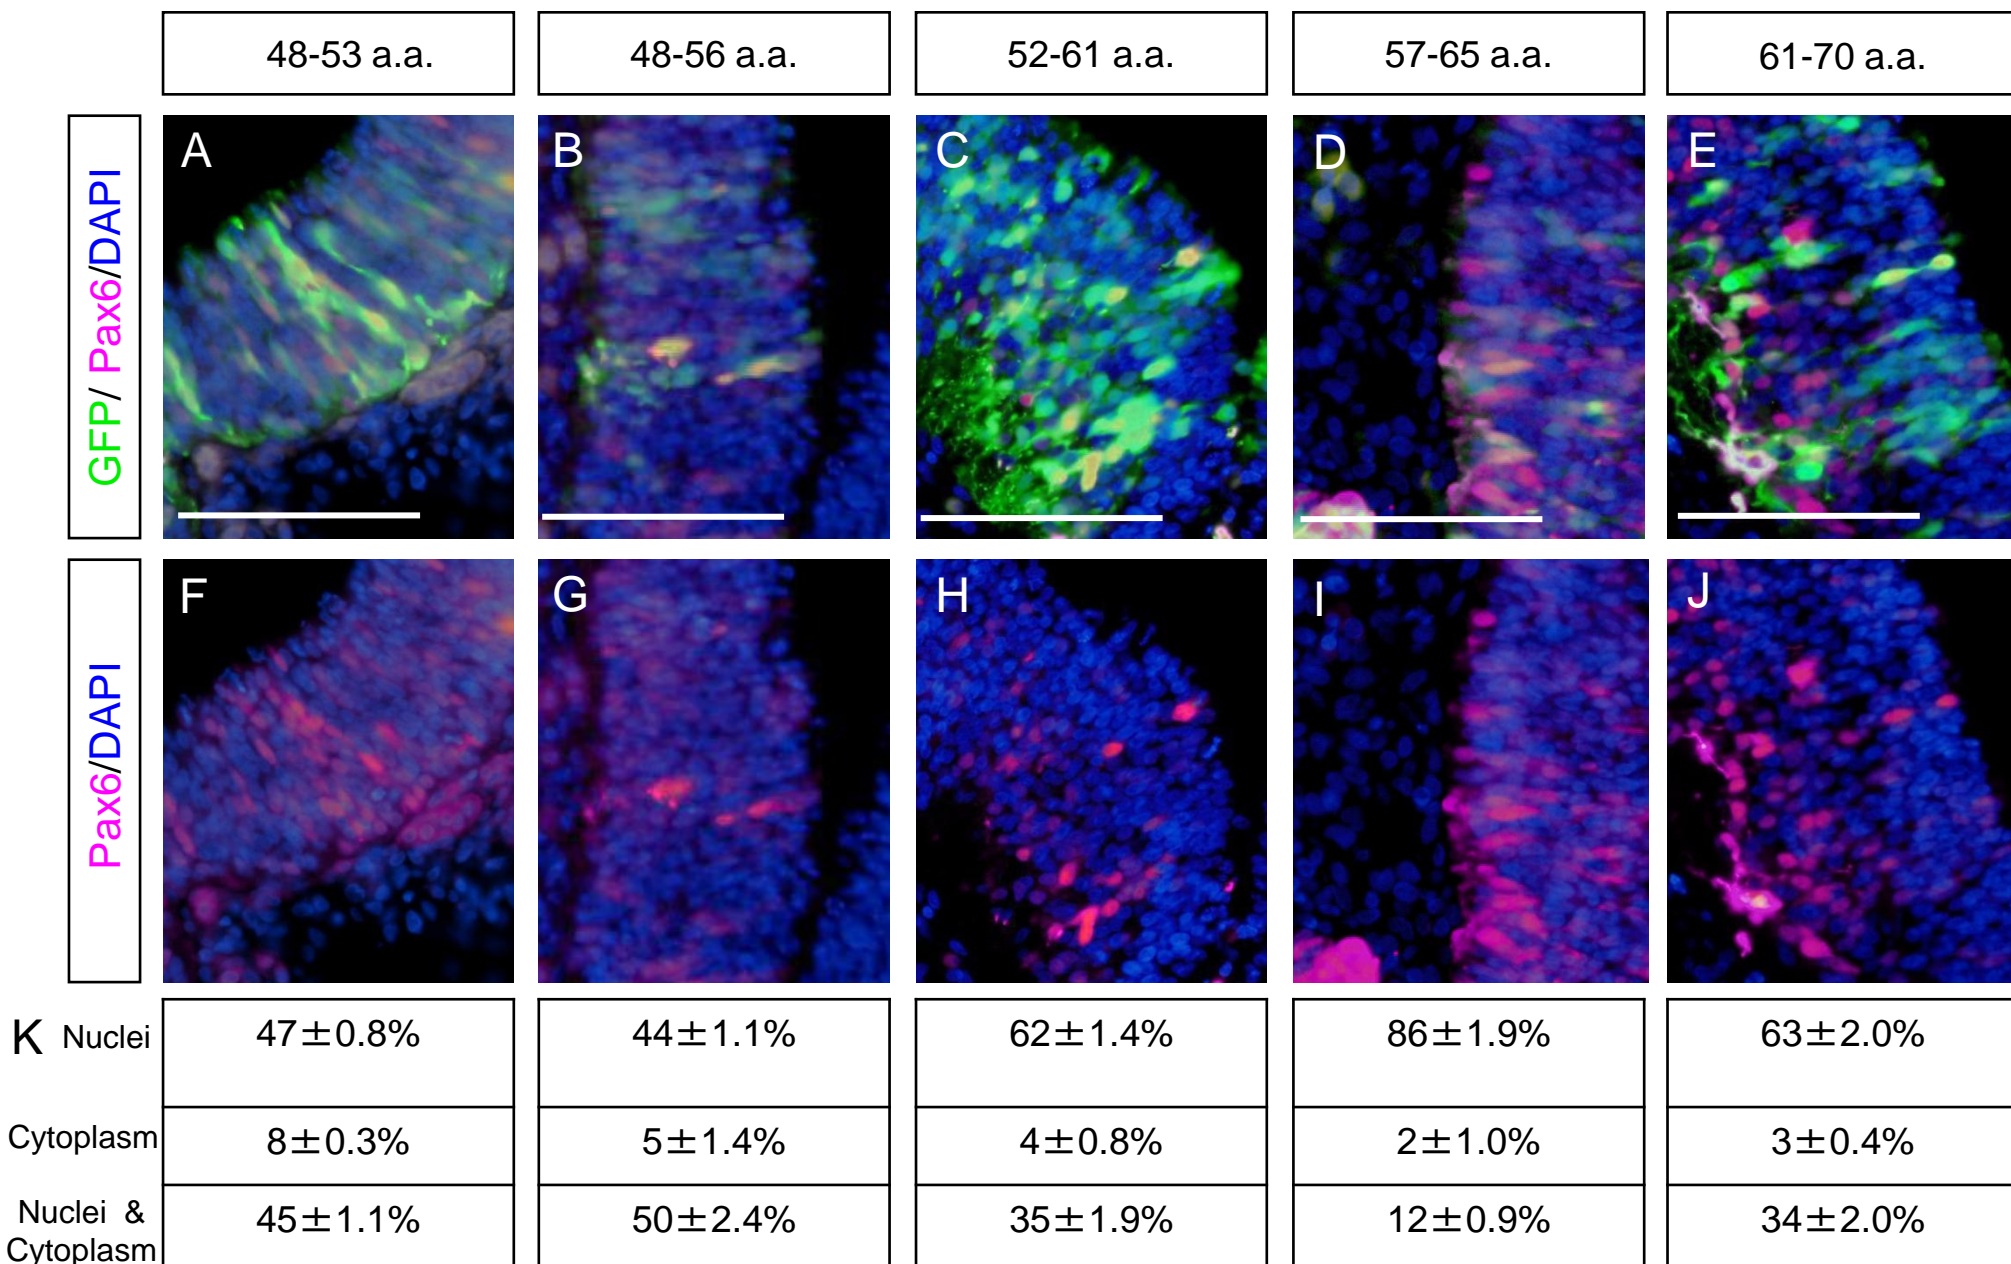 48-53 a.a.
48-56 a.a.
52-61 a.a.
57-65 a.a.
61-70 a.a.
GFP/ Pax6/DAPI
A
B
C
D
E
Pax6/DAPI
F
G
H
I
J
K
Nuclei
47±0.8%
44±1.1%
62±1.4%
86±1.9%
63±2.0%
Cytoplasm
8±0.3%
5±1.4%
4±0.8%
2±1.0%
3±0.4%
Nuclei &
Cytoplasm
45±1.1%
50±2.4%
35±1.9%
12±0.9%
34±2.0%